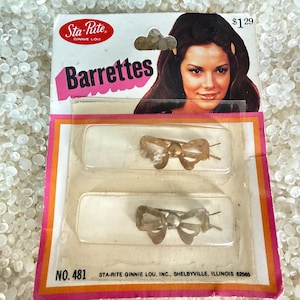 Sta-Rite®
GINNIE LOU
$1.29
Barrettes
NO. 481
STA-RITE GINNIE LOU, INC., SHELBYVILLE, ILLINOIS 62565